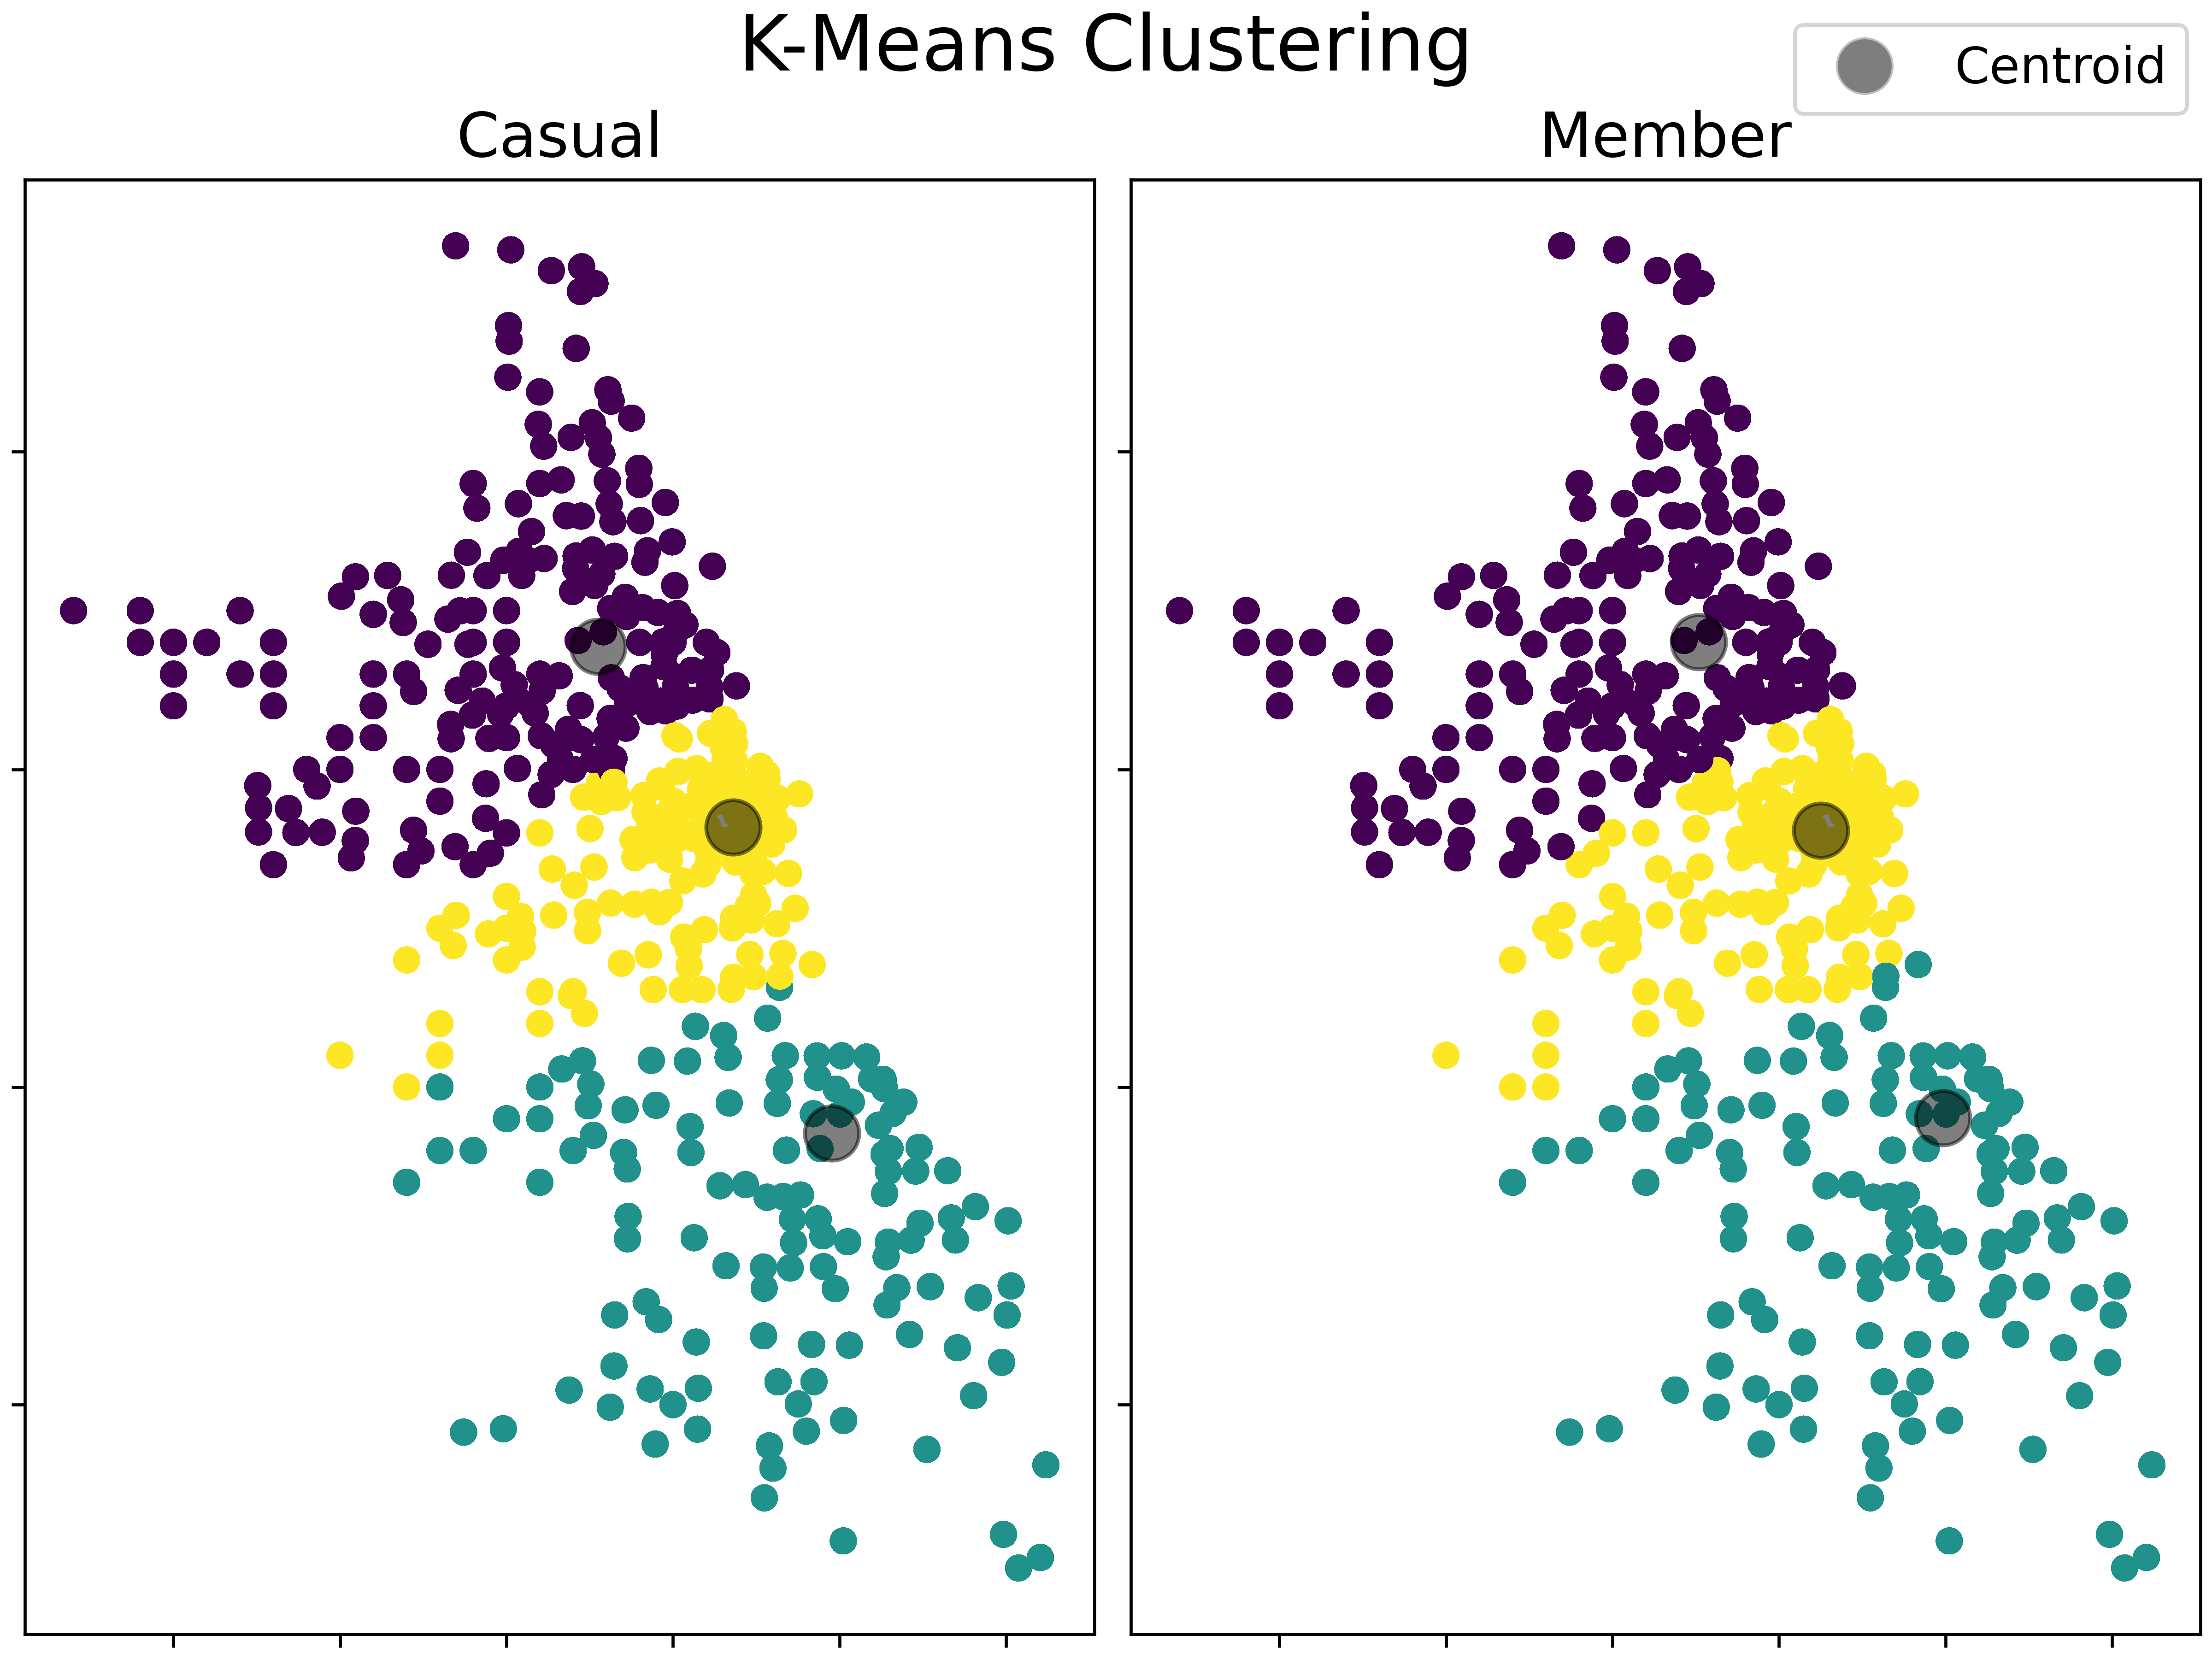 K-Means Clustering
Centroid
Casual
Member